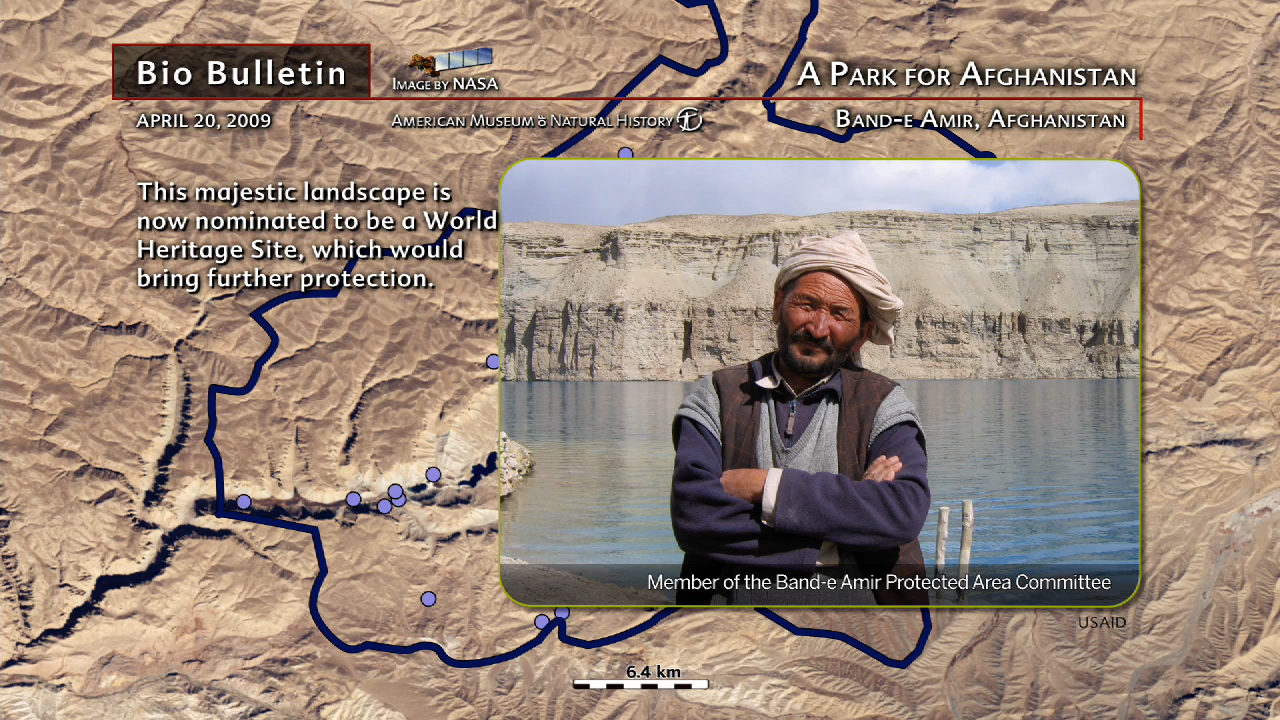 Bio Bulletin
IMAGE BY NASA
A PARK FOR AFGHANISTAN
APRIL 20, 2009
AMERICAN MUSEUM ö NATURAL HISTORY
BAND-E AMIR, AFGHANISTAN
This majestic landscape is
now nominated to be a World
Heritage Site, which would
bring further protection.
Member of the Band-e Amir Protected Area Committee
USAID
6.4 km